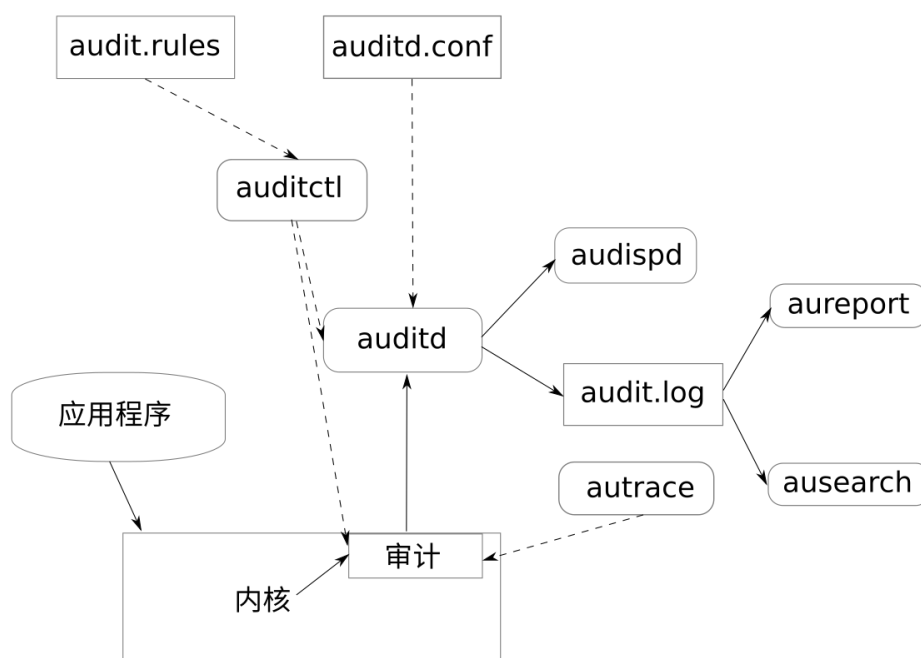 audit.rules
auditd.conf
auditctl
audispd
aureport
auditd
audit.log
应用程序
autrace
ausearch
审计
内核